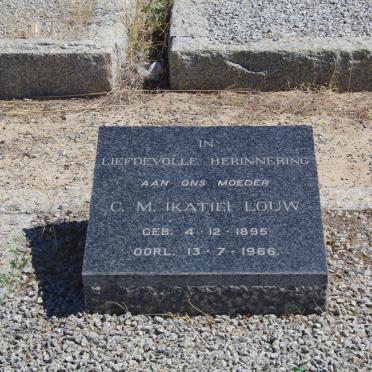 IN
LIEFDEVOLLE HERINNERING
AAN ONS MOEDER
C. M. (KATIE) LOUW
GEB. 4 · 12 · 1895
OORL. 13 · 7 · 1966.